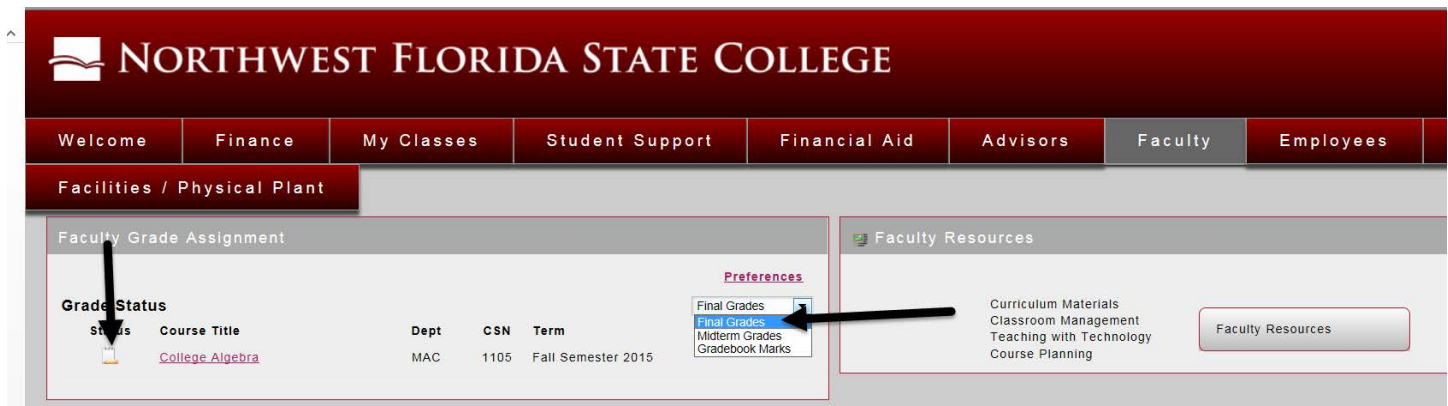 NORTHWEST FLORIDA STATE COLLEGE
Welcome Finance My Classes Student Support Financial Aid Advisors Faculty Employees
Facilities / Physical Plant
Faculty Grade Assignment
Preferences
Grade Status
Final Grades
Status Course Title Dept CSN Term
Final Grades
Midterm Grades
Gradebook Marks
College Algebra MAC 1105 Fall Semester 2015
Faculty Resources
Curriculum Materials
Classroom Management
Teaching with Technology
Course Planning
Faculty Resources